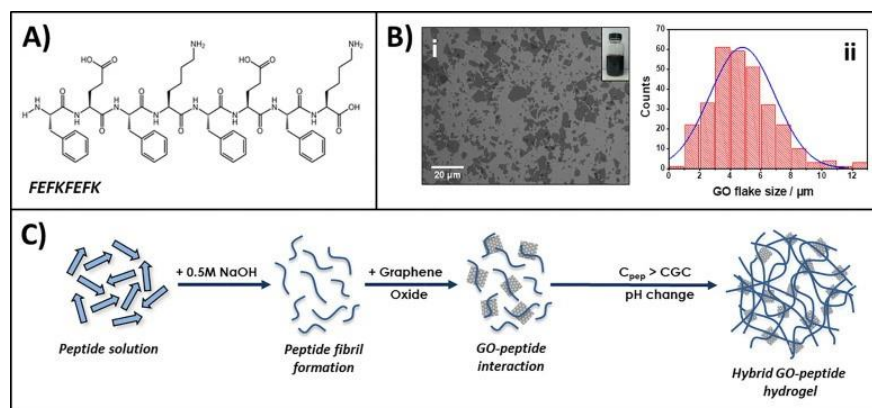 A)
HO
O
NH₂
HO
O
NH₂
O
O
O
O
O
O
O
O
OH
H
N
H
N
H
N
H
N
H
N
H
N
H
N
H
N
H
FEFKFEFK
B)
i
20 µm
ii
Counts
70
60
50
40
30
20
10
0
0 2 4 6 8 10 12
GO flake size / µm
C)
+ 0.5M NaOH
+ Graphene
Oxide
Cpep > CGC
pH change
Peptide solution
Peptide fibril
formation
GO-peptide
interaction
Hybrid GO-peptide
hydrogel